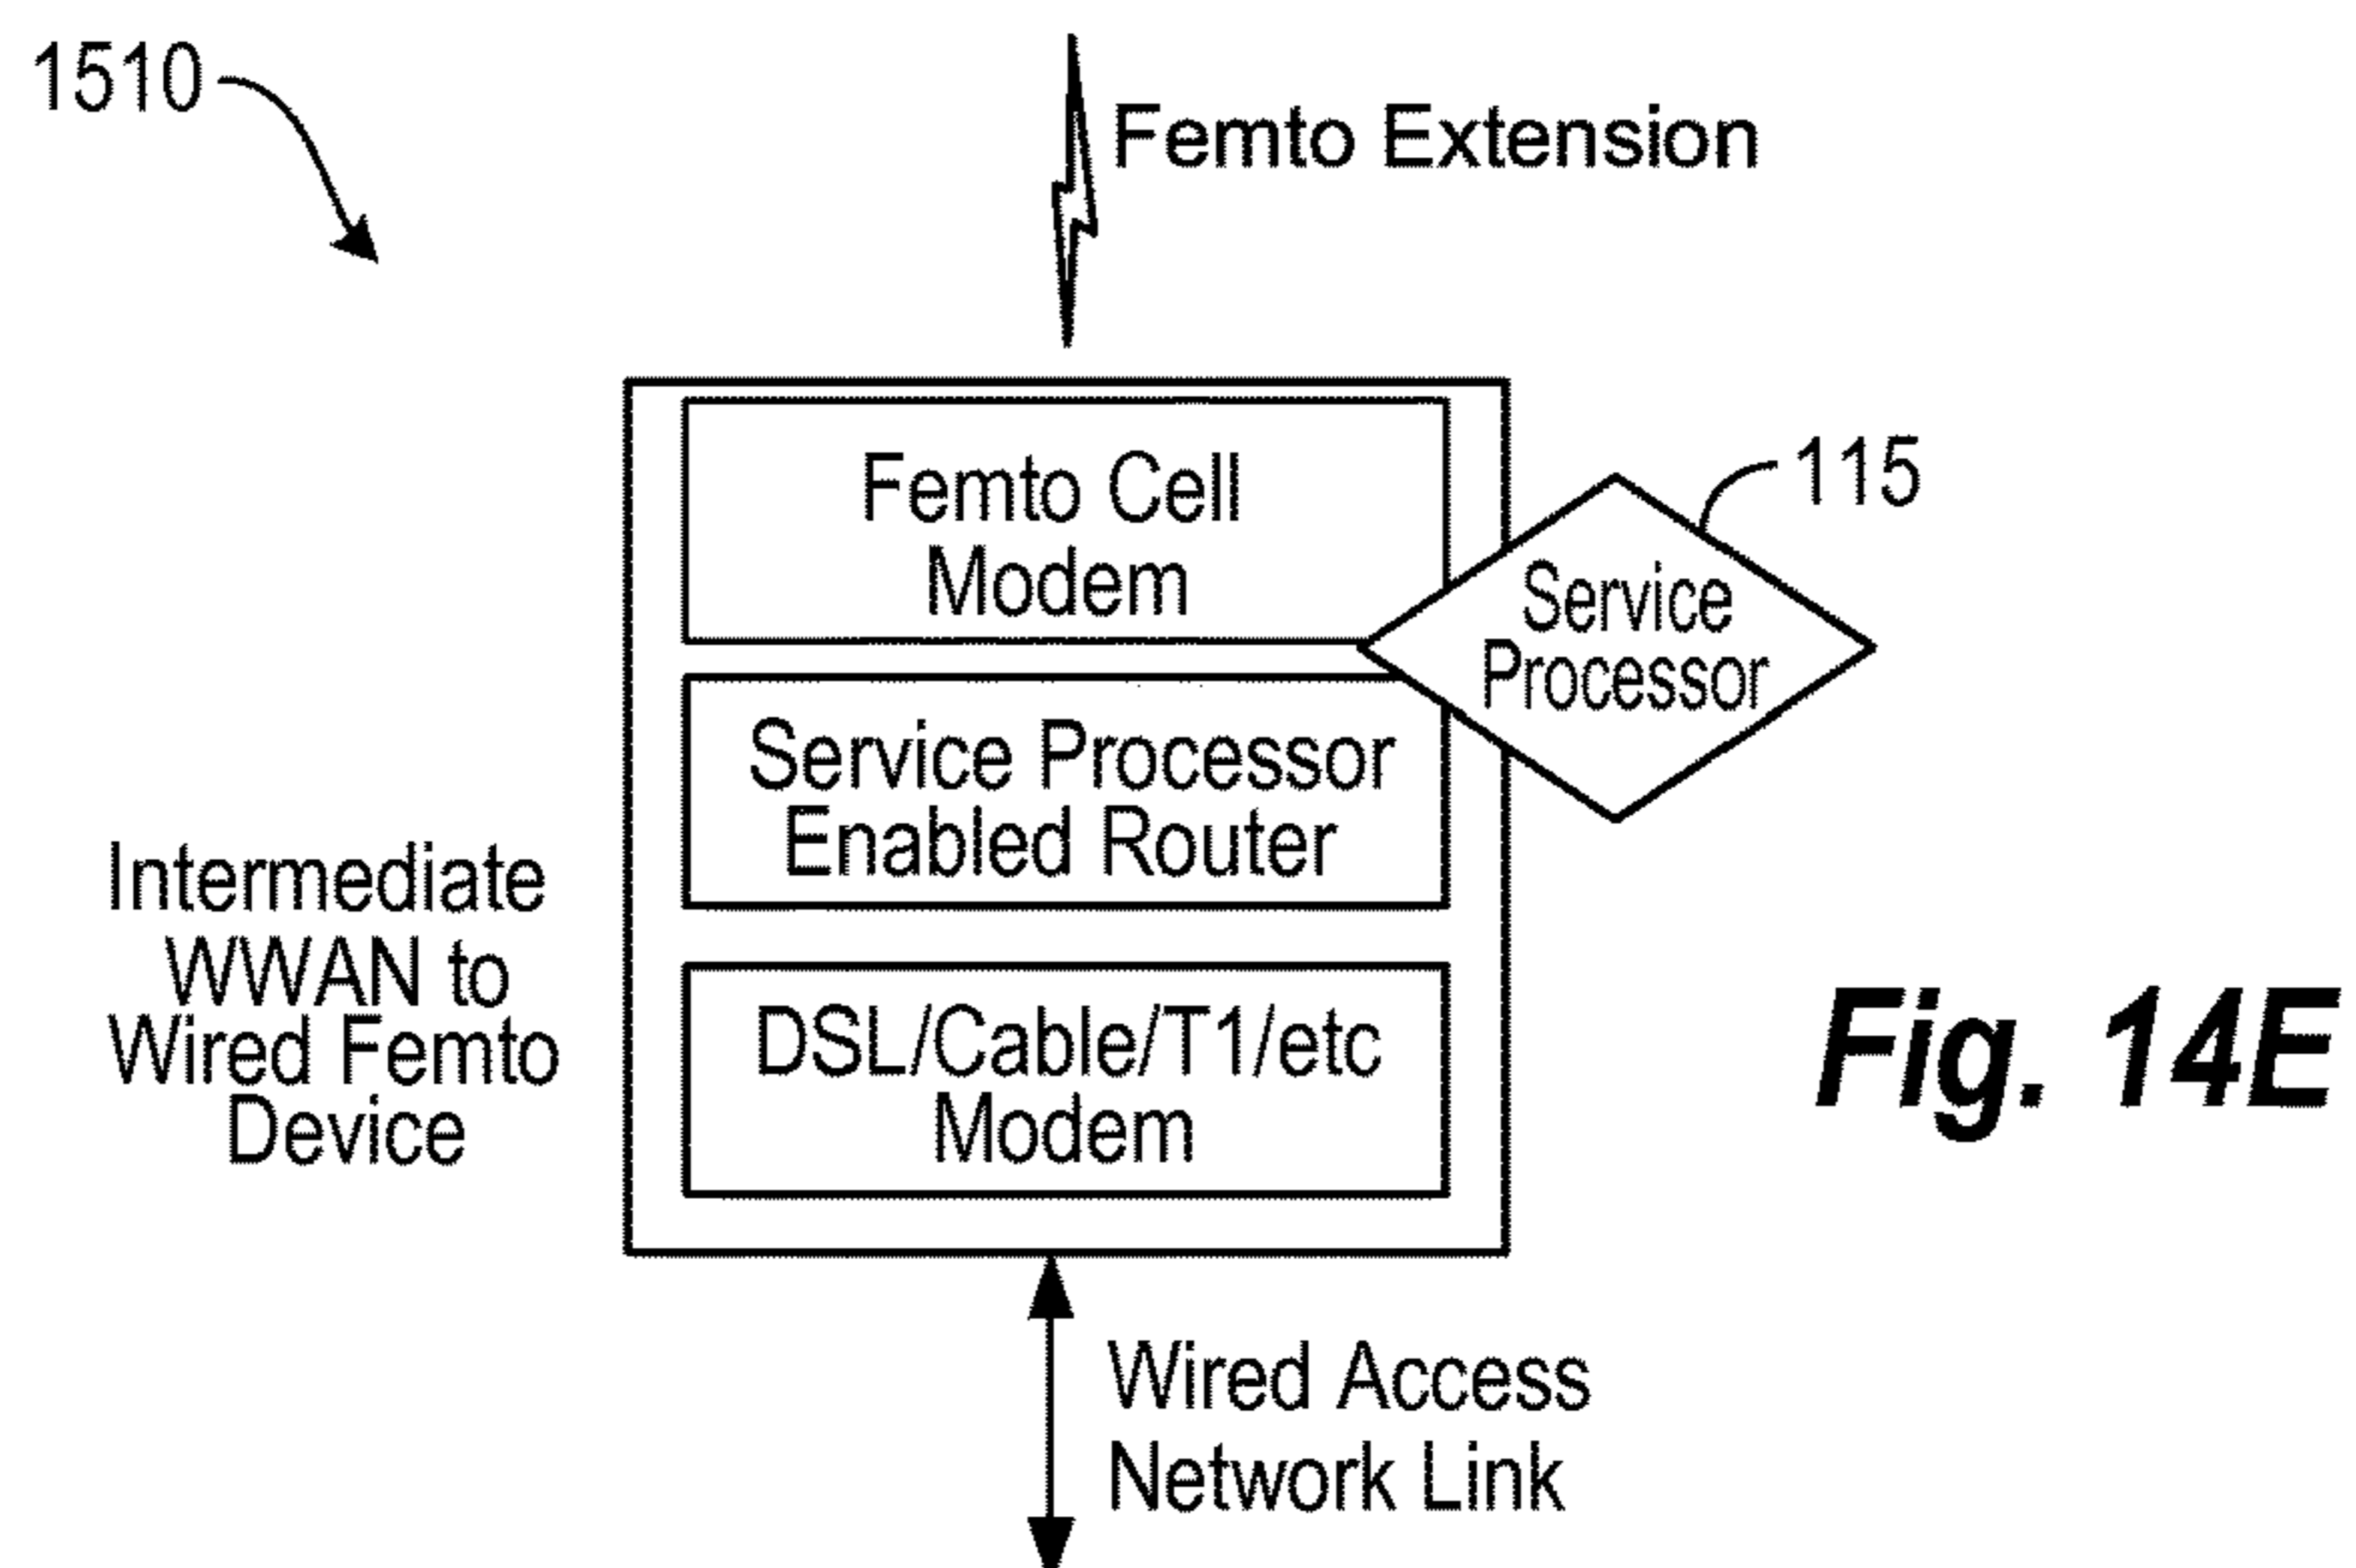 1510
Femto Extension
Femto Cell
Modem
115
Service
Processor
Service Processor
Enabled Router
Intermediate
WWAN to
Wired Femto
Device
DSL/Cable/T1/etc
Modem
Fig. 14E
Wired Access
Network Link